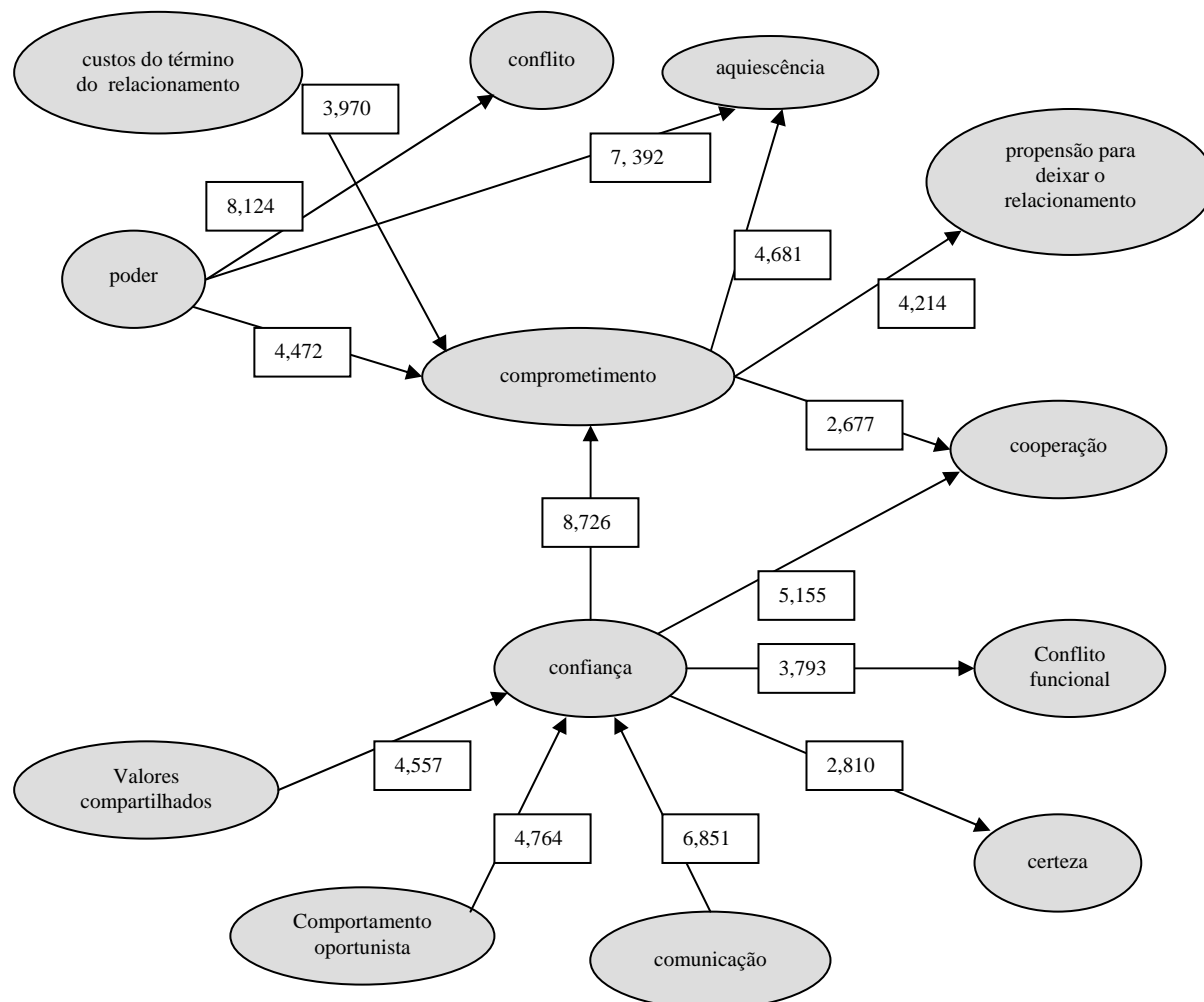 custos do término
do relacionamento
conflito
aquiescência
3,970
7, 392
propensão para
deixar o
relacionamento
8,124
poder
4,681
4,214
4,472
comprometimento
2,677
cooperação
8,726
5,155
confiança
3,793
Conflito
funcional
4,557
2,810
Valores
compartilhados
4,764
6,851
certeza
Comportamento
oportunista
comunicação